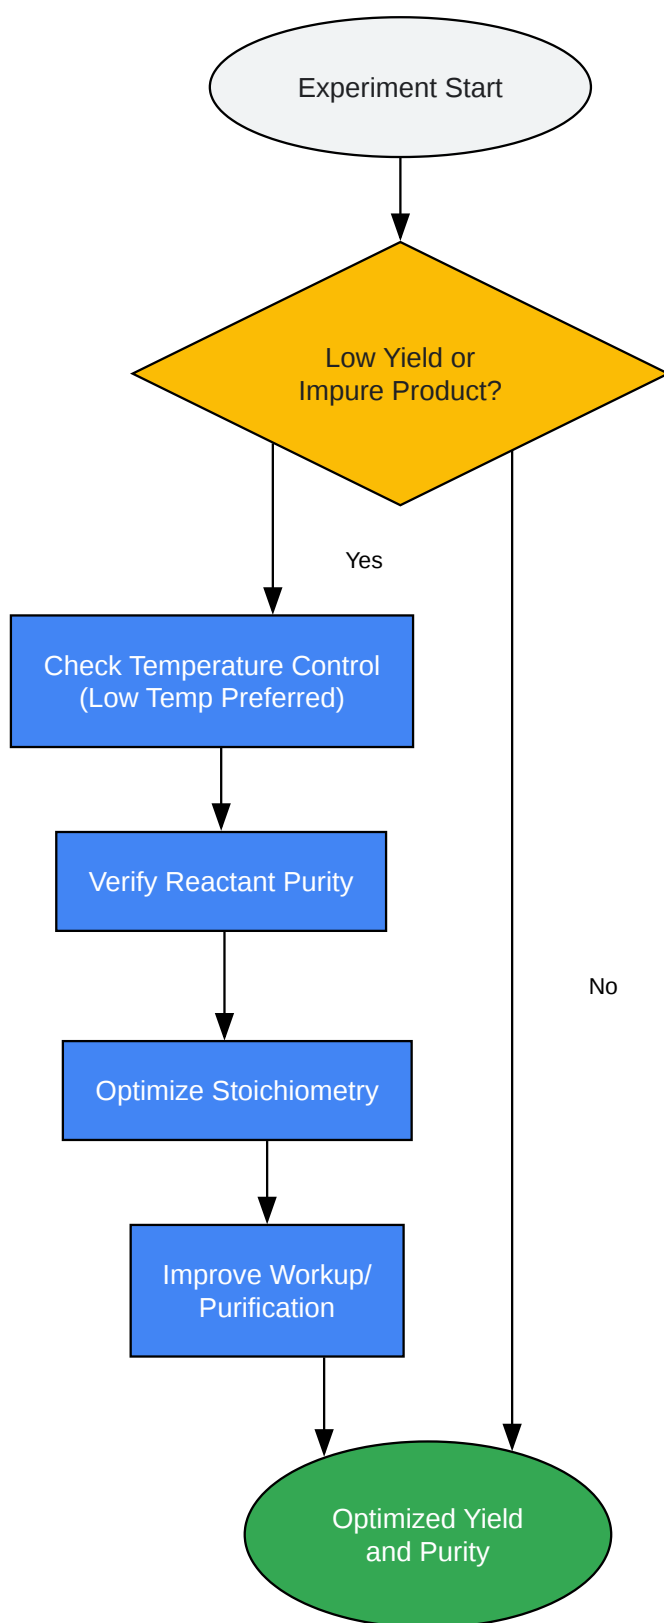 Experiment Start
Low Yield or
Impure Product?
Yes
Check Temperature Control
(Low Temp Preferred)
Verify Reactant Purity
No
Optimize Stoichiometry
Improve Workup/
Purification
Optimized Yield
and Purity